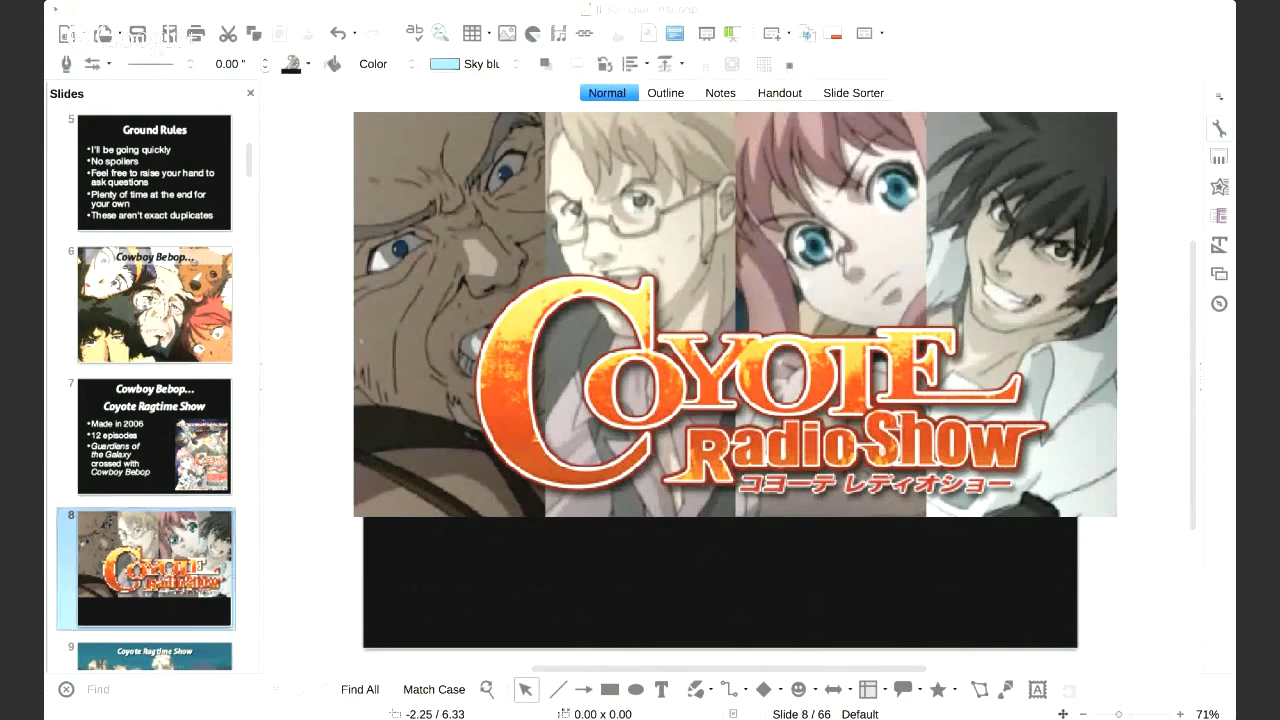 0.00 "
Color
Sky blu
Slides
Normal
Outline
Notes
Handout
Slide Sorter
5
Ground Rules
•I'll be going quickly
•No spoilers
•Feel free to raise your hand to
ask questions
•Plenty of time at the end for
your own
•These aren't exact duplicates
6
Cowboy Bebop...
7
Cowboy Bebop...
Coyote Ragtime Show
•Made in 2006
•12 episodes
•Guardians of
the Galaxy
crossed with
Cowboy Bebop
8
9
Coyote Ragtime Show
COYOTE
Radio Show
コヨーテ レディオショー
Find
Find All
Match Case
-2.25 / 6.33
0.00 x 0.00
Slide 8 / 66
Default
71%